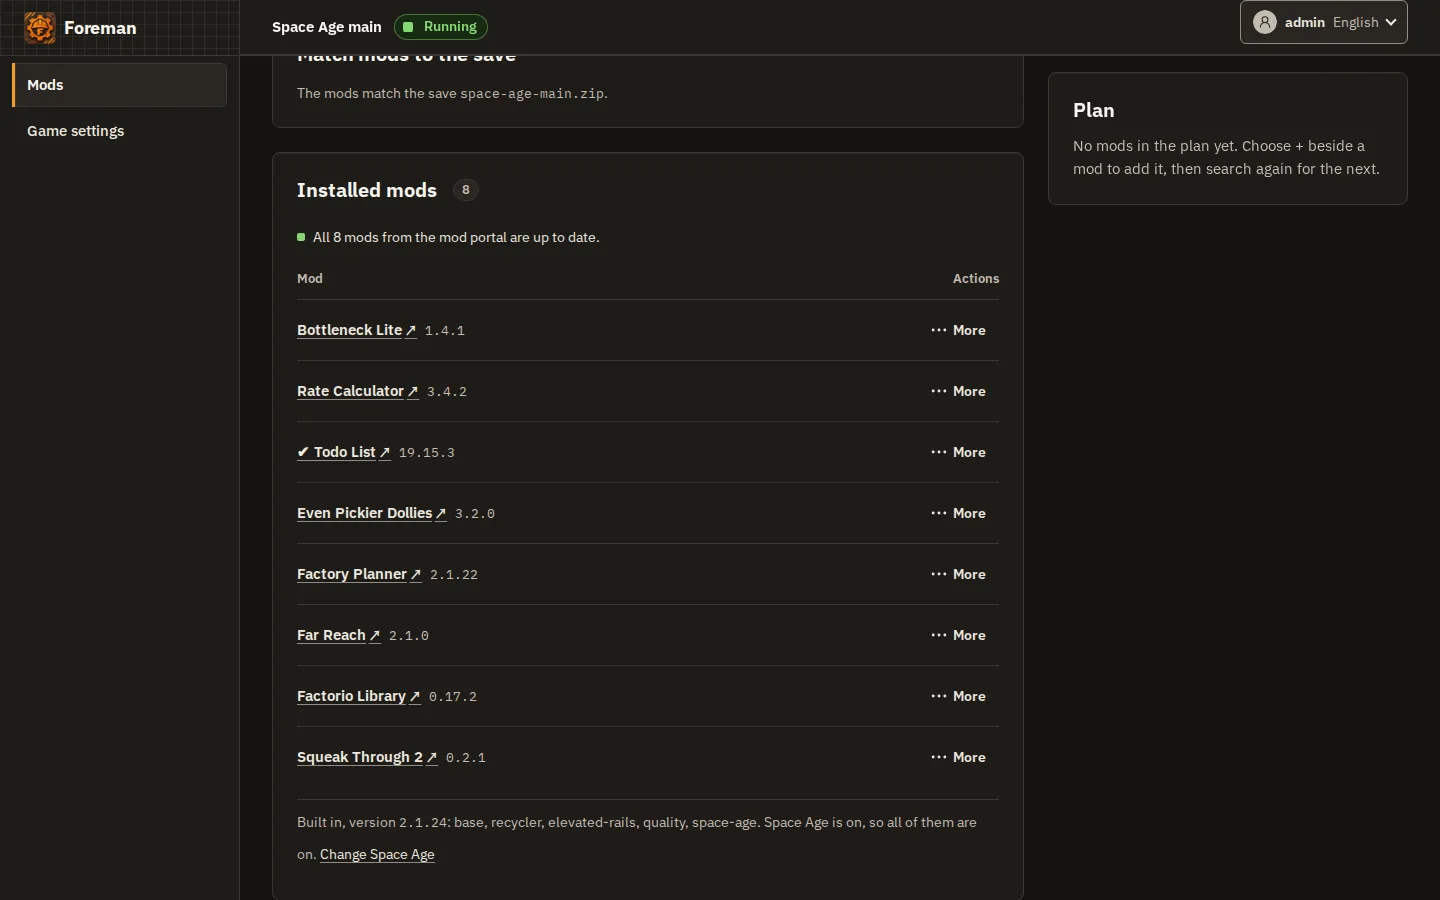 Foreman
Space Age main
Running
admin English
Mods
Game settings
Match mods to the save
The mods match the save space-age-main.zip.
Installed mods 8
All 8 mods from the mod portal are up to date.
Mod Actions
Bottleneck Lite ↗ 1.4.1 ··· More
Rate Calculator ↗ 3.4.2 ··· More
✔ Todo List ↗ 19.15.3 ··· More
Even Pickier Dollies ↗ 3.2.0 ··· More
Factory Planner ↗ 2.1.22 ··· More
Far Reach ↗ 2.1.0 ··· More
Factorio Library ↗ 0.17.2 ··· More
Squeak Through 2 ↗ 0.2.1 ··· More
Built in, version 2.1.24: base, recycler, elevated-rails, quality, space-age. Space Age is on, so all of them are
on. Change Space Age
Plan
No mods in the plan yet. Choose + beside a
mod to add it, then search again for the next.